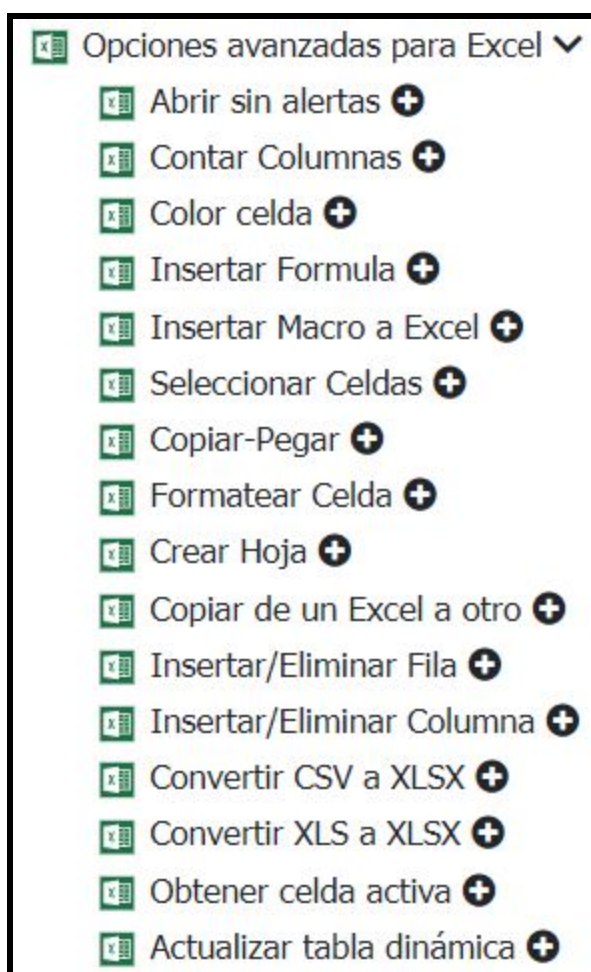 Opciones avanzadas para Excel
Abrir sin alertas
Contar Columnas
Color celda
Insertar Formula
Insertar Macro a Excel
Seleccionar Celdas
Copiar-Pegar
Formatear Celda
Crear Hoja
Copiar de un Excel a otro
Insertar/Eliminar Fila
Insertar/Eliminar Columna
Convertir CSV a XLSX
Convertir XLS a XLSX
Obtener celda activa
Actualizar tabla dinámica